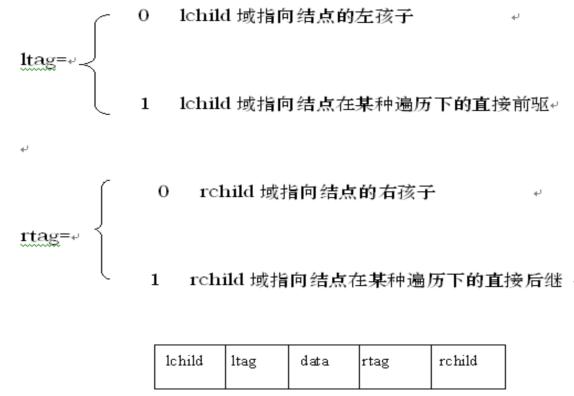 0 lchild 域指向结点的左孩子
ltag=
1 lchild 域指向结点在某种遍历下的直接前驱
0 rchild 域指向结点的右孩子
rtag=
1 rchild 域指向结点在某种遍历下的直接后继
lchild ltag data rtag rchild